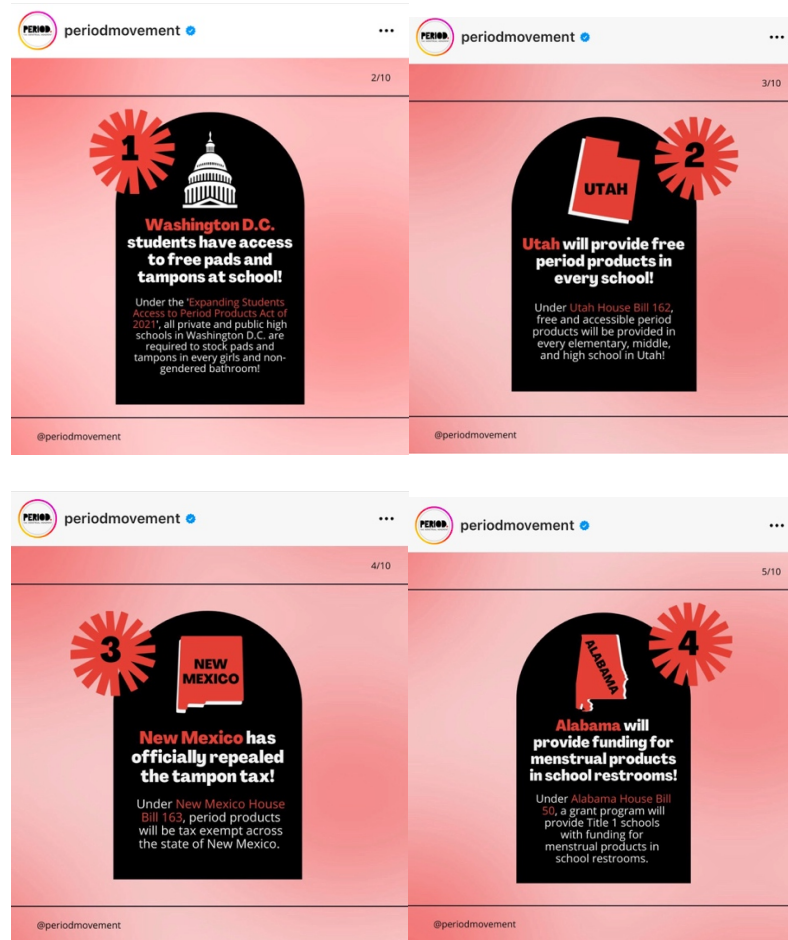 PERIOD.
periodmovement
2/10
1
Washington D.C.
students have access
to free pads and
tampons at school!
Under the 'Expanding Students
Access to Period Products Act of
2021', all private and public high
schools in Washington D.C. are
required to stock pads and
tampons in every girls and non-
gendered bathroom!
@periodmovement
PERIOD.
periodmovement
3/10
2
UTAH
Utah will provide free
period products in
every school!
Under Utah House Bill 162,
free and accessible period
products will be provided in
every elementary, middle,
and high school in Utah!
@periodmovement
PERIOD.
periodmovement
4/10
3
NEW
MEXICO
New Mexico has
officially repealed
the tampon tax!
Under New Mexico House
Bill 163, period products
will be tax exempt across
the state of New Mexico.
@periodmovement
PERIOD.
periodmovement
5/10
4
ALABAMA
Alabama will
provide funding for
menstrual products
in school restrooms!
Under Alabama House Bill
50, a grant program will
provide Title 1 schools
with funding for
menstrual products in
school restrooms.
@periodmovement